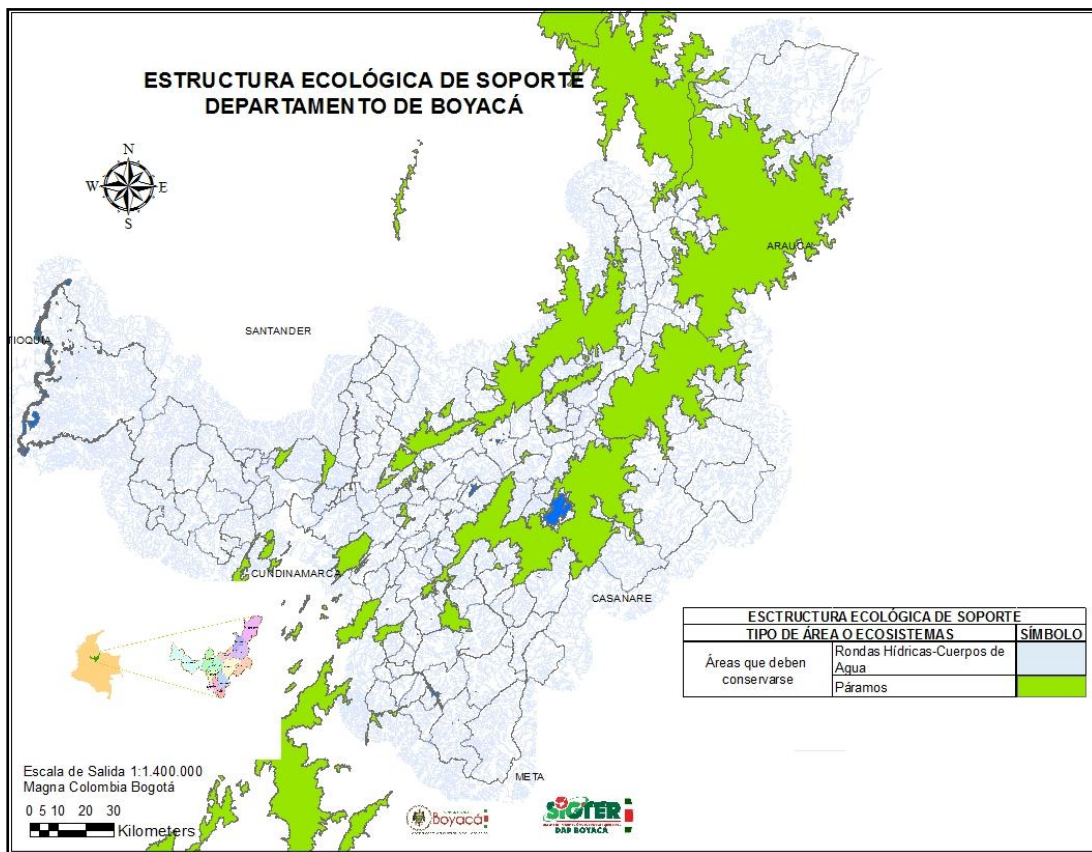 ESTRUCTURA ECOLÓGICA DE SOPORTE
DEPARTAMENTO DE BOYACÁ
N
W E
S
ARAUCA
SANTANDER
TIOQUIA
CUNDINAMARCA
CASANARE
META
ESCTRUCTURA ECOLÓGICA DE SOPORTE
TIPO DE ÁREA O ECOSISTEMAS SÍMBOLO
Áreas que deben conservarse
Rondas Hídricas-Cuerpos de
Agua
Páramos
Escala de Salida 1:1.400.000
Magna Colombia Bogotá
0 5 10 20 30
Kilometers
Boyacá
SIGTER
DAP BOYACA